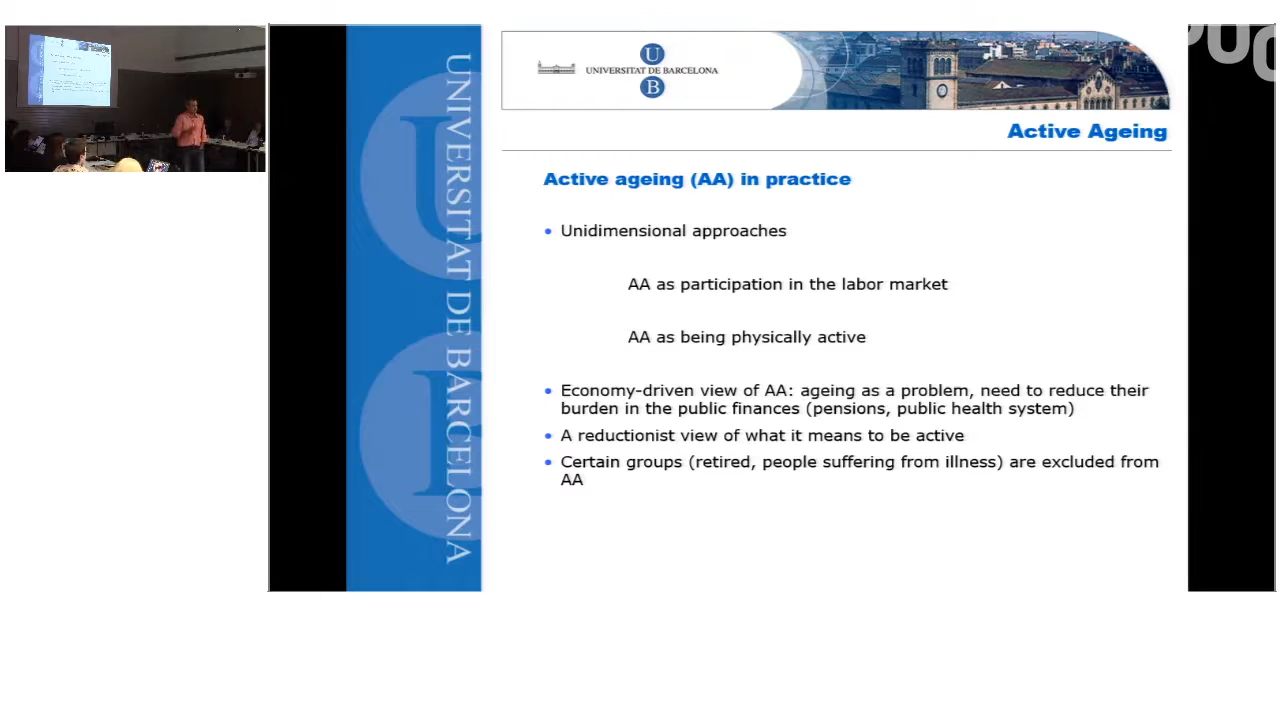 UNIVERSITAT DE BARCELONA
U
UNIVERSITAT DE BARCELONA
B
Active Ageing
Active ageing (AA) in practice
• Unidimensional approaches
AA as participation in the labor market
AA as being physically active
• Economy-driven view of AA: ageing as a problem, need to reduce their
burden in the public finances (pensions, public health system)
• A reductionist view of what it means to be active
• Certain groups (retired, people suffering from illness) are excluded from
AA